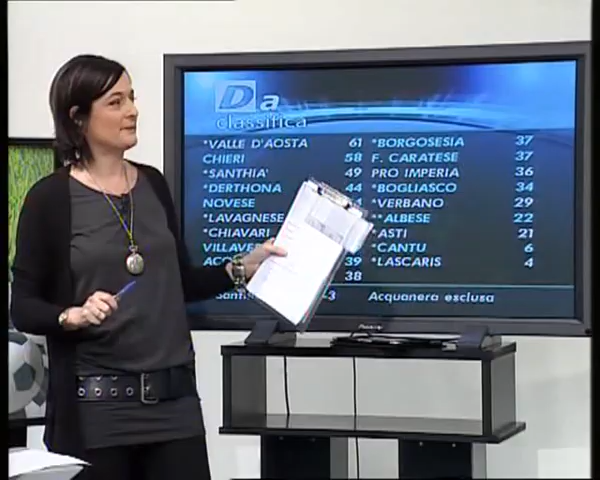 Da
classifica
*VALLE D'AOSTA 61 *BORGOSESIA 37
CHIERI 58 F. CARATESE 37
*SANTHIA' 49 PRO IMPERIA 36
*DERTHONA 44 *BOGLIASCO 34
NOVESE *VERBANO 29
*LAVAGNESE **ALBESE 22
*CHIAVARI ASTI 21
VILLAVE *CANTU 6
39 *LASCARIS 4
38
-3 Acquanera esclusa